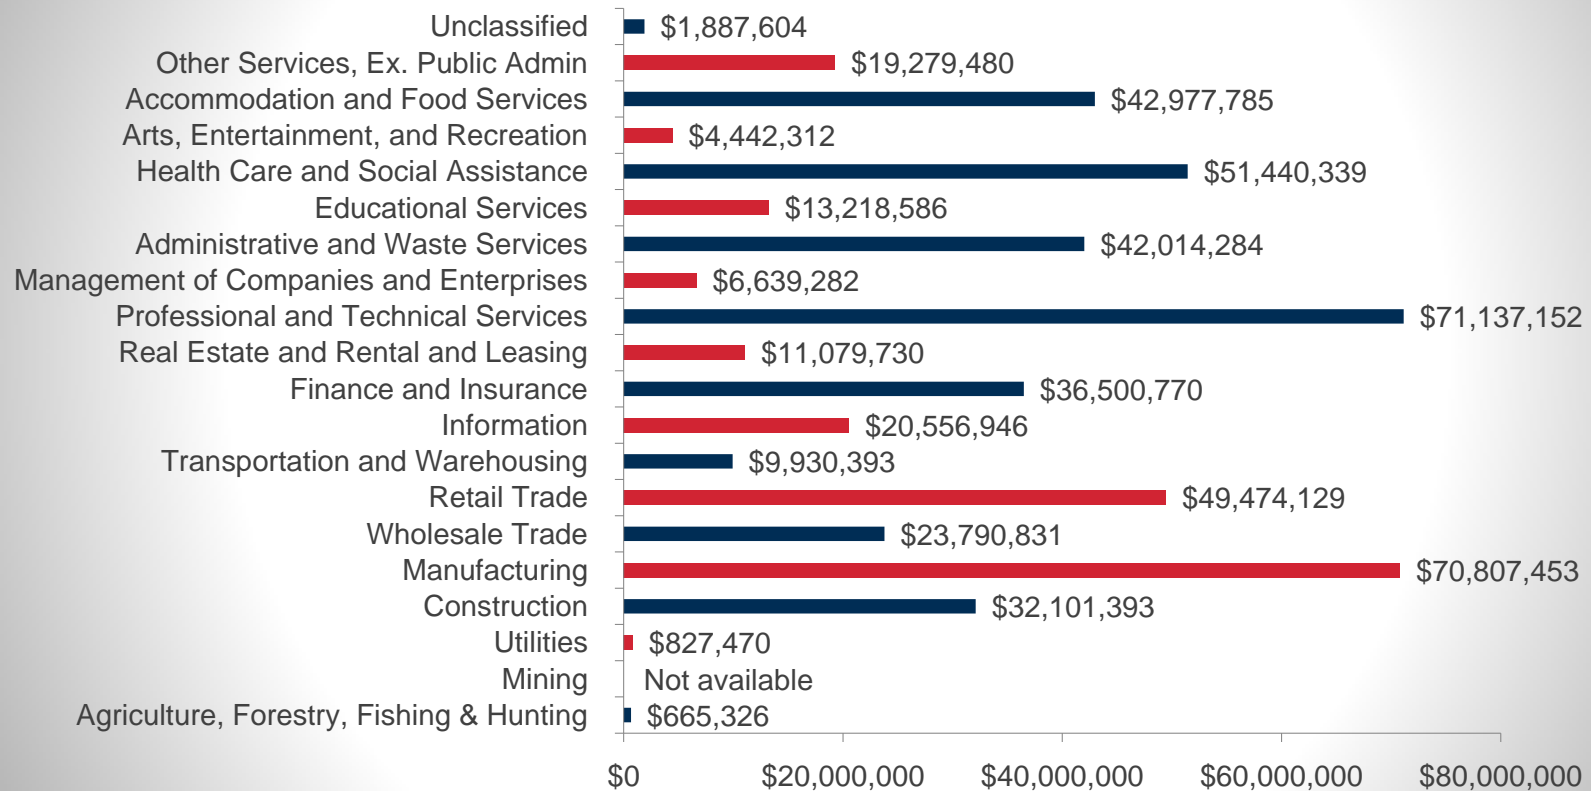 Unclassified $1,887,604
Other Services, Ex. Public Admin $19,279,480
Accommodation and Food Services $42,977,785
Arts, Entertainment, and Recreation $4,442,312
Health Care and Social Assistance $51,440,339
Educational Services $13,218,586
Administrative and Waste Services $42,014,284
Management of Companies and Enterprises $6,639,282
Professional and Technical Services $71,137,152
Real Estate and Rental and Leasing $11,079,730
Finance and Insurance $36,500,770
Information $20,556,946
Transportation and Warehousing $9,930,393
Retail Trade $49,474,129
Wholesale Trade $23,790,831
Manufacturing $70,807,453
Construction $32,101,393
Utilities $827,470
Mining Not available
Agriculture, Forestry, Fishing & Hunting $665,326
$0 $20,000,000 $40,000,000 $60,000,000 $80,000,000